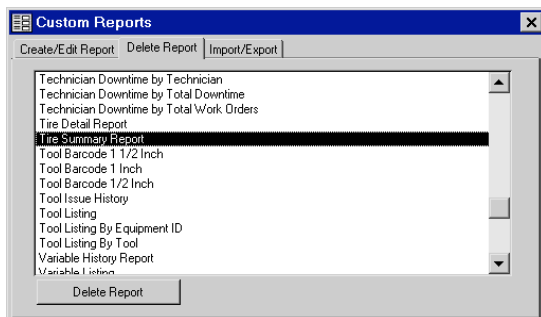 Custom Reports
Create/Edit Report Delete Report Import/Export
Technician Downtime by Technician
Technician Downtime by Total Downtime
Technician Downtime by Total Work Orders
Tire Detail Report
Tire Summary Report
Tool Barcode 1 1/2 Inch
Tool Barcode 1 Inch
Tool Barcode 1/2 Inch
Tool Issue History
Tool Listing
Tool Listing By Equipment ID
Tool Listing By Tool
Variable History Report
Variable Listing
Delete Report